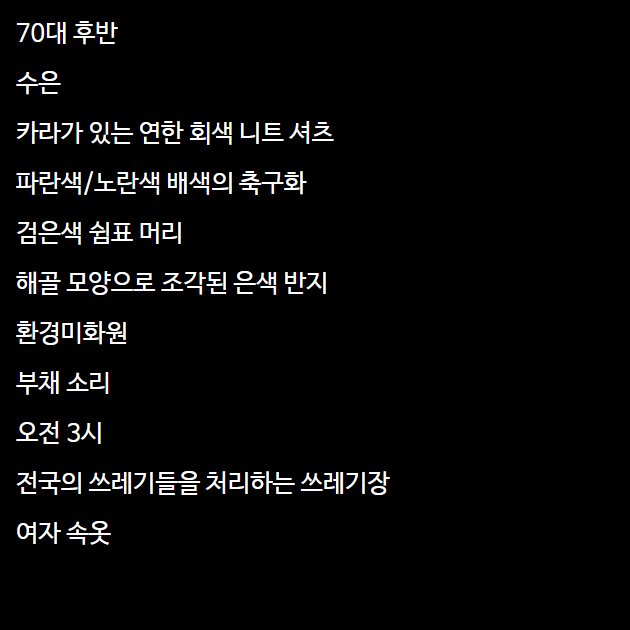 70대 후반
수은
카라가 있는 연한 회색 니트 셔츠
파란색/노란색 배색의 축구화
검은색 쉼표 머리
해골 모양으로 조각된 은색 반지
환경미화원
부채 소리
오전 3시
전국의 쓰레기들을 처리하는 쓰레기장
여자 속옷